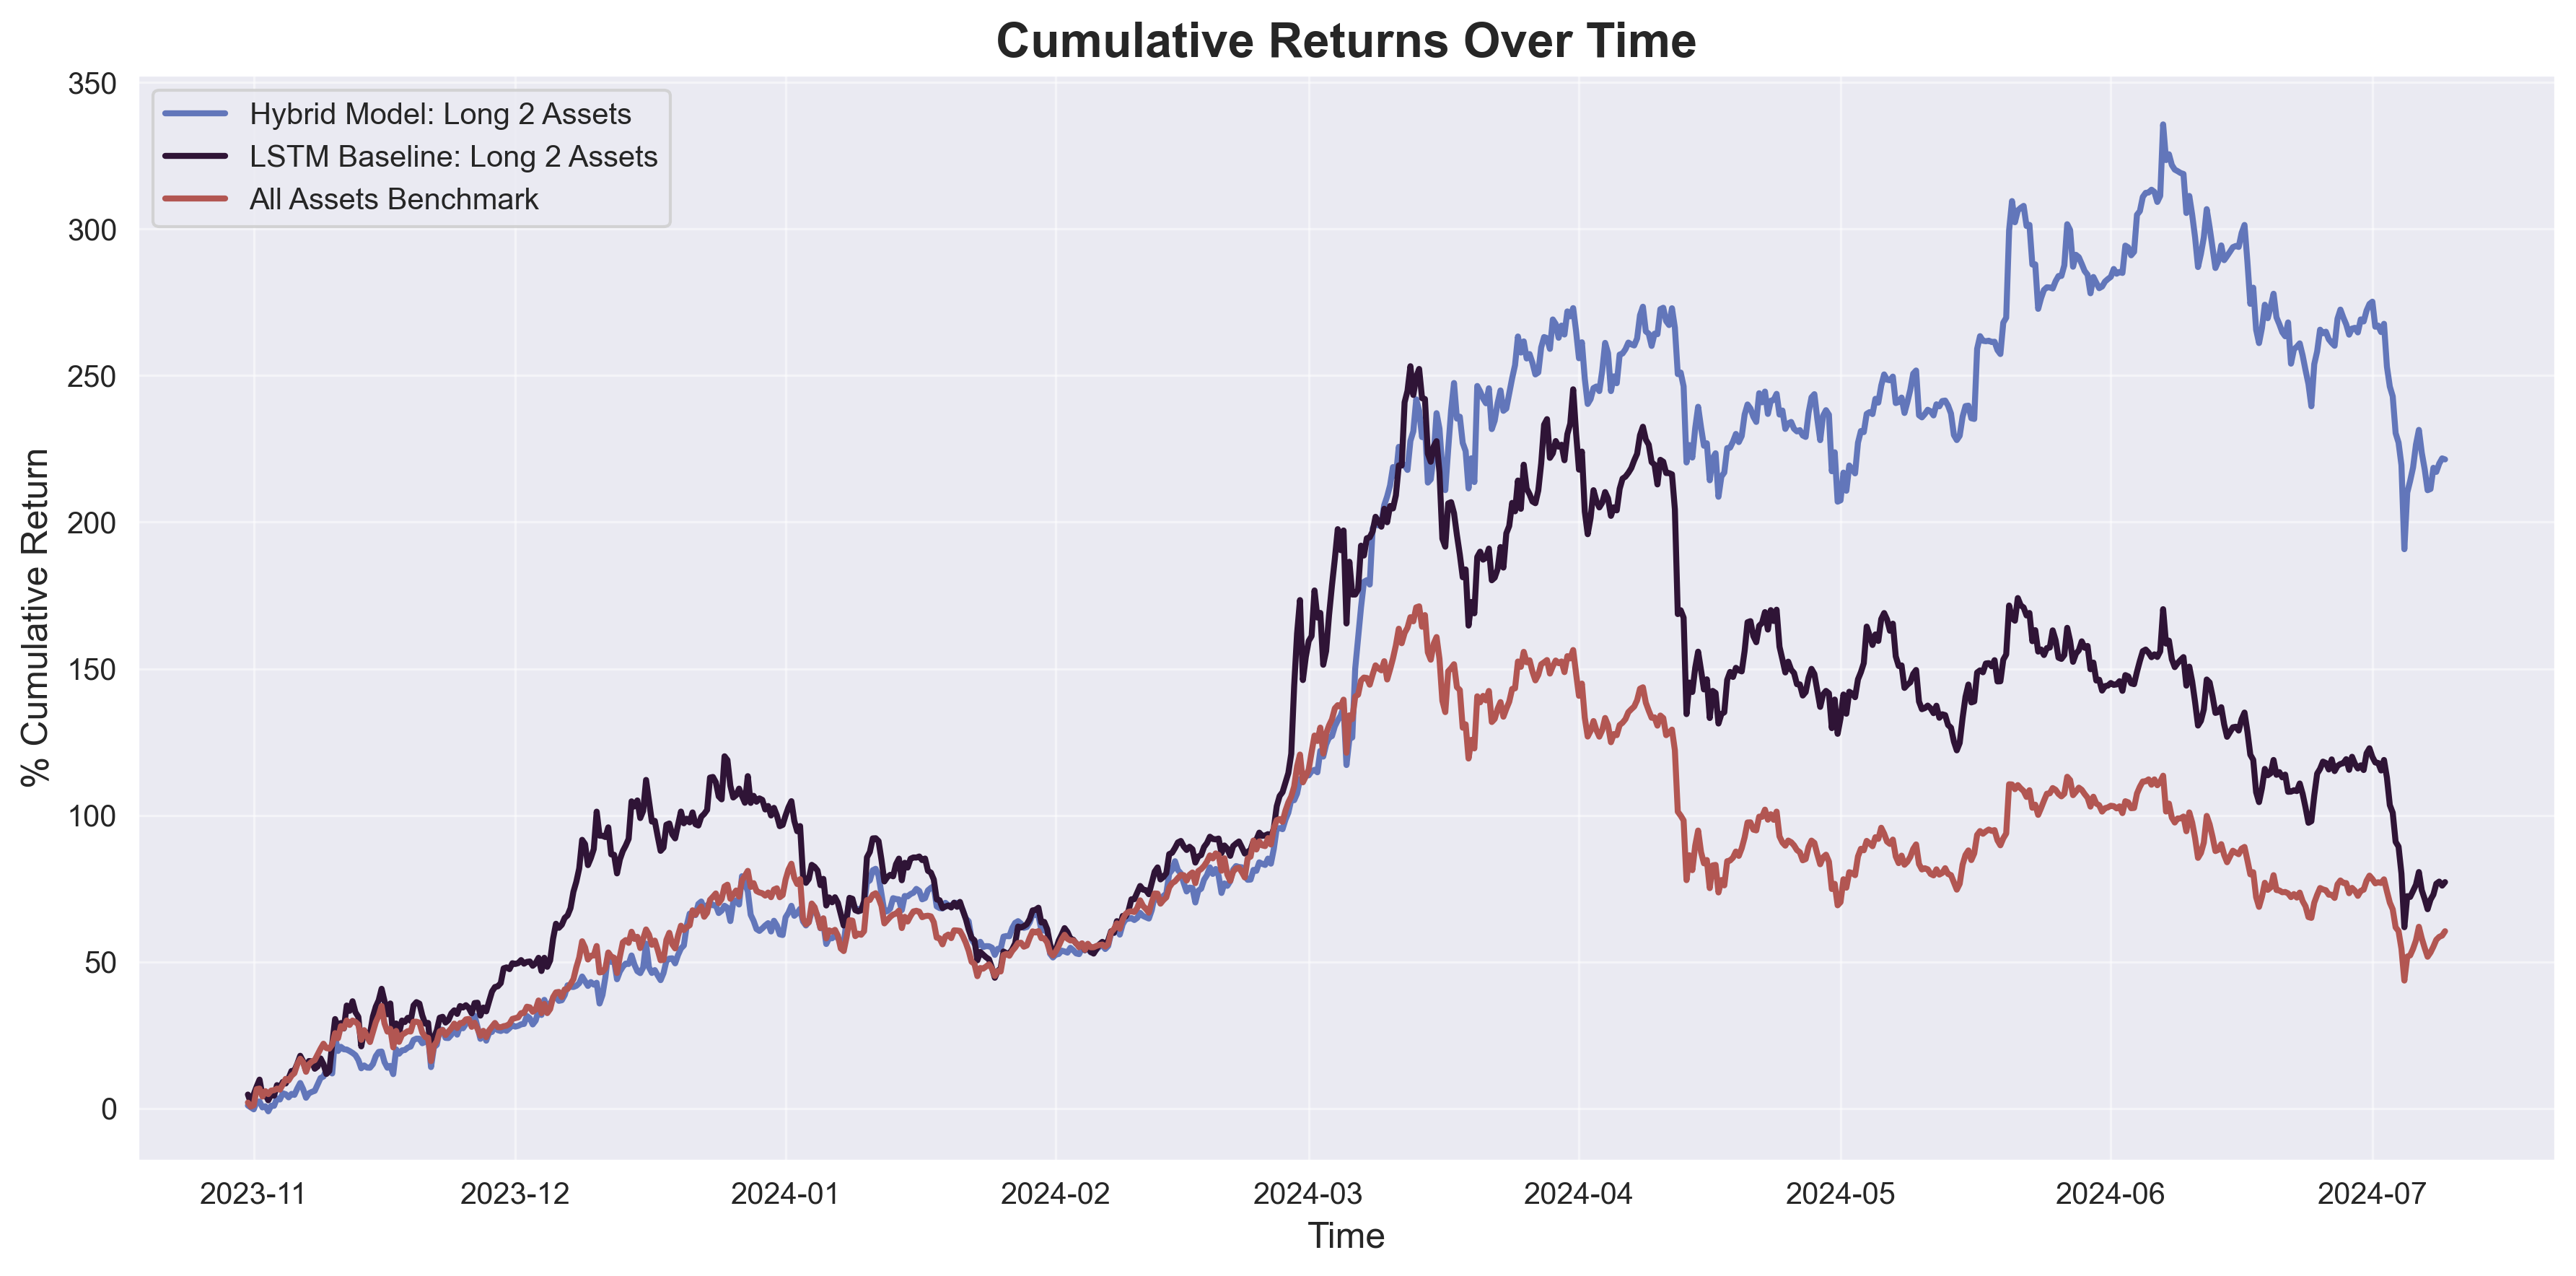 Cumulative Returns Over Time
Hybrid Model: Long 2 Assets
LSTM Baseline: Long 2 Assets
All Assets Benchmark
% Cumulative Return
350
300
250
200
150
100
50
0
2023-11
2023-12
2024-01
2024-02
2024-03
2024-04
2024-05
2024-06
2024-07
Time